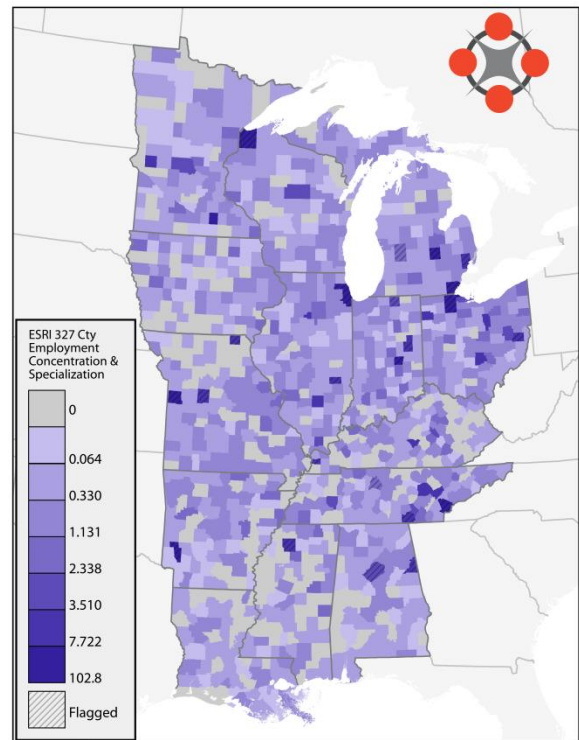 ESRI 327 Cty
Employment
Concentration &
Specialization
0
0.064
0.330
1.131
2.338
3.510
7.722
102.8
Flagged